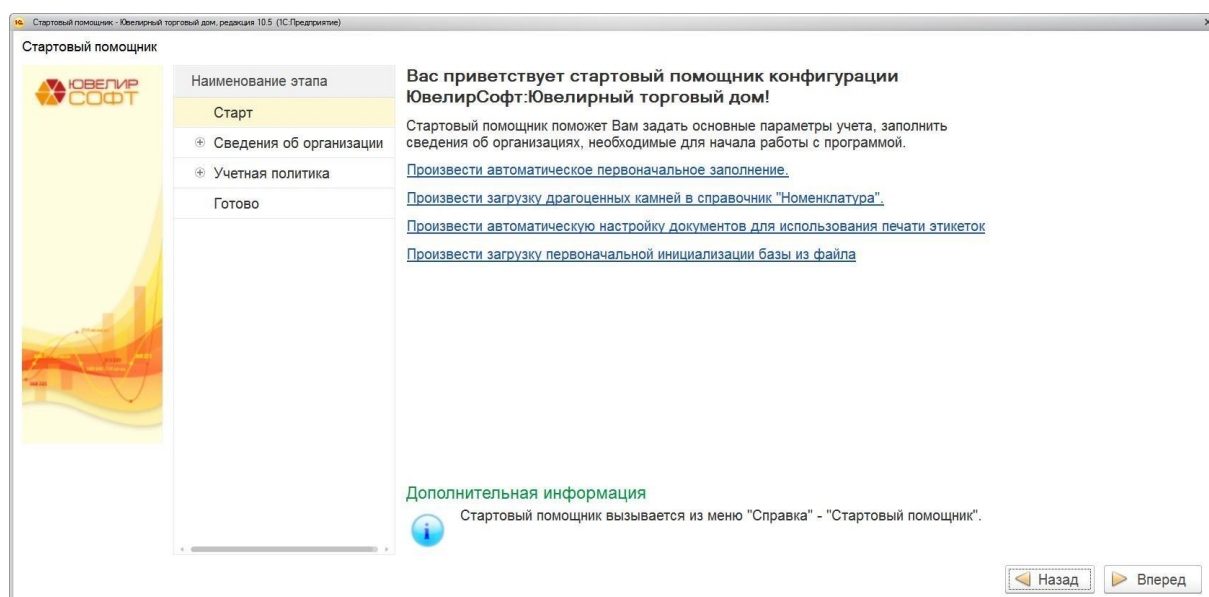 Стартовый помощник - Ювелирный торговый дом, редакция 10.5 (1С:Предприятие)
Стартовый помощник
ЮВЕЛИР
СОФТ
Наименование этапа
Старт
Сведения об организации
Учетная политика
Готово
Вас приветствует стартовый помощник конфигурации
ЮвелирСофт:Ювелирный торговый дом!
Стартовый помощник поможет Вам задать основные параметры учета, заполнить
сведения об организациях, необходимые для начала работы с программой.
Произвести автоматическое первоначальное заполнение.
Произвести загрузку драгоценных камней в справочник "Номенклатура".
Произвести автоматическую настройку документов для использования печати этикеток
Произвести загрузку первоначальной инициализации базы из файла
Дополнительная информация
Стартовый помощник вызывается из меню "Справка" - "Стартовый помощник".
Назад
Вперед